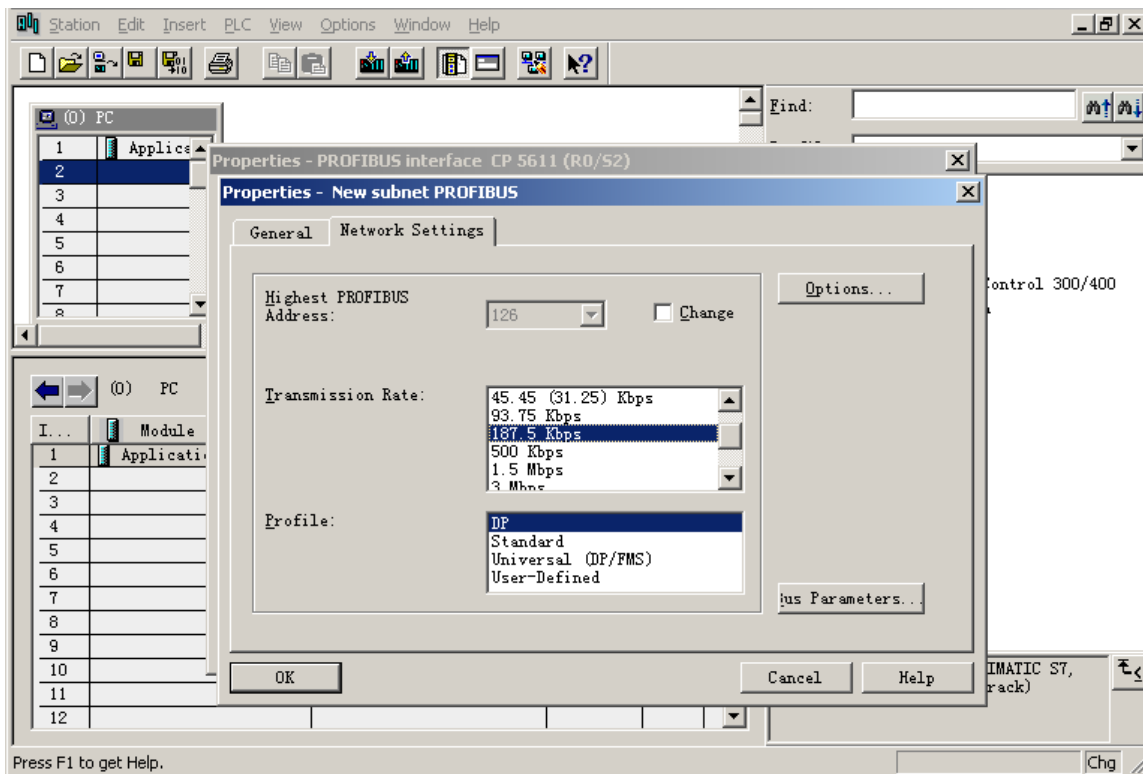 Station Edit Insert PLC View Options Window Help
(0) PC
1 Applica
2
3
4
5
6
7
8
Find:
Properties - PROFIBUS interface CP 5611 (R0/S2)
Properties - New subnet PROFIBUS
General Network Settings
Highest PROFIBUS
Address:
126
Change
Options...
Transmission Rate:
45.45 (31.25) Kbps
93.75 Kbps
187.5 Kbps
500 Kbps
1.5 Mbps
3 Mbps
Profile:
DP
Standard
Universal (DP/FMS)
User-Defined
us Parameters...
OK
Cancel
Help
ontrol 300/400
(0) PC
I... Module
1 Applicati
2
3
4
5
6
7
8
9
10
11
12
IMATIC S7,
rack)
Press F1 to get Help.
Chg